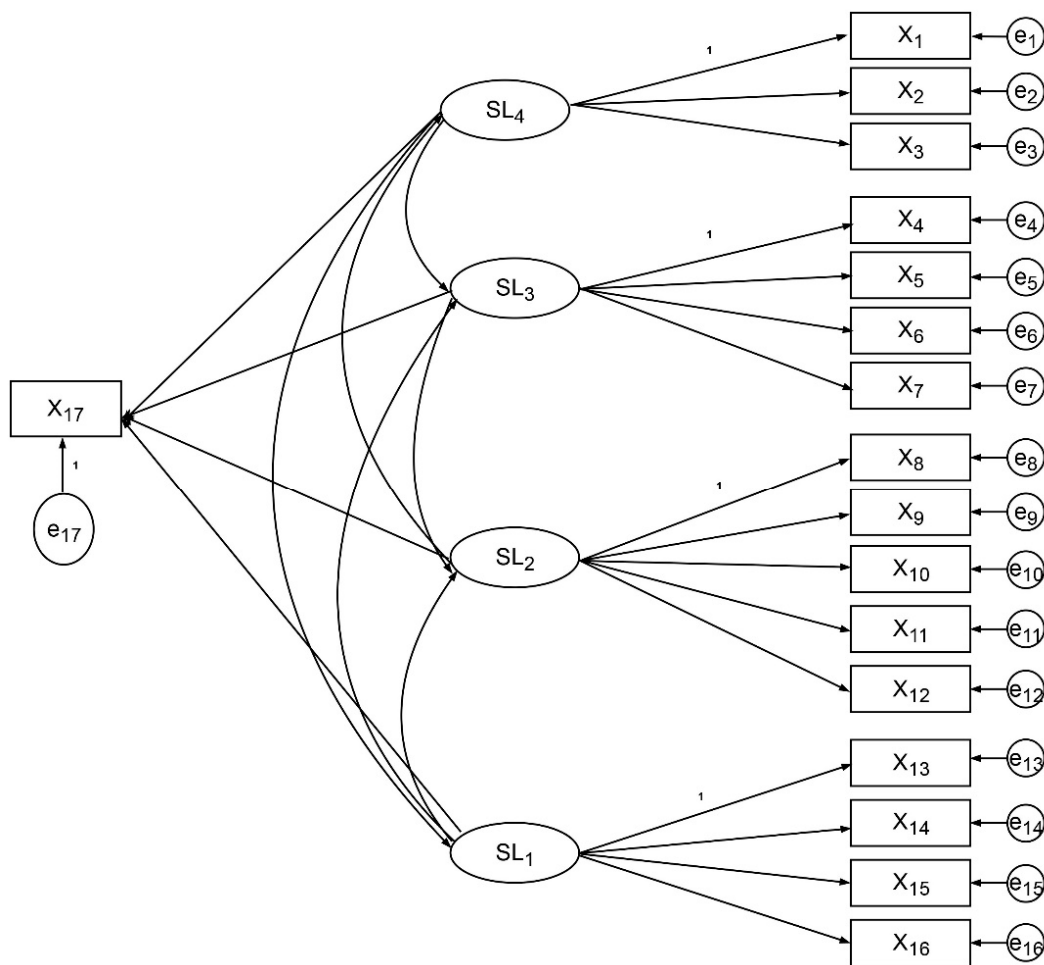 X₁
e₁
1
SL₄
X₂
e₂
X₃
e₃
X₄
e₄
1
SL₃
X₅
e₅
X₆
e₆
X₇
e₇
X₁₇
1
e₁₇
X₈
e₈
1
X₉
e₉
SL₂
X₁₀
e₁₀
X₁₁
e₁₁
X₁₂
e₁₂
X₁₃
e₁₃
1
X₁₄
e₁₄
SL₁
X₁₅
e₁₅
X₁₆
e₁₆